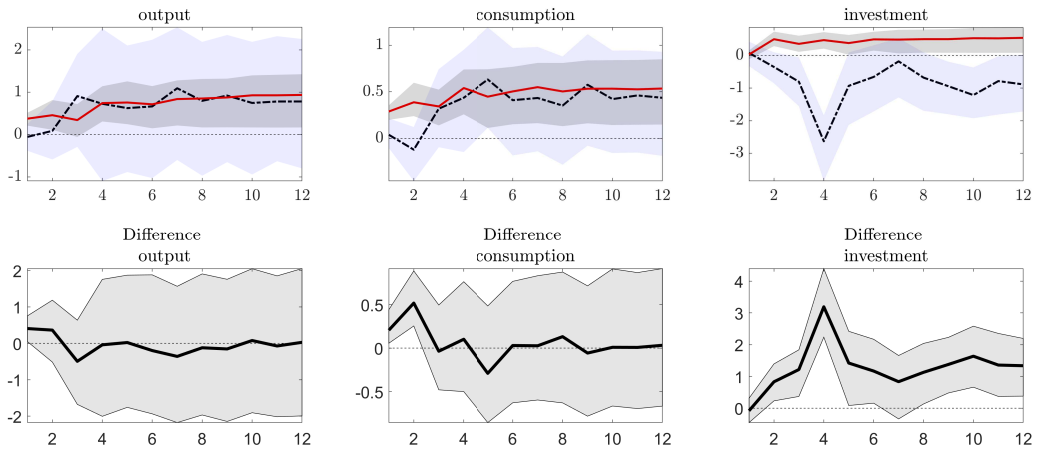 output consumption investment
2 1 0 -1
1 0.5 0
0 -1 -2 -3
2 4 6 8 10 12
2 4 6 8 10 12
2 4 6 8 10 12
Difference Difference Difference
output consumption investment
2 1 0 -1 -2
0.5 0 -0.5
4 3 2 1 0
2 4 6 8 10 12
2 4 6 8 10 12
2 4 6 8 10 12